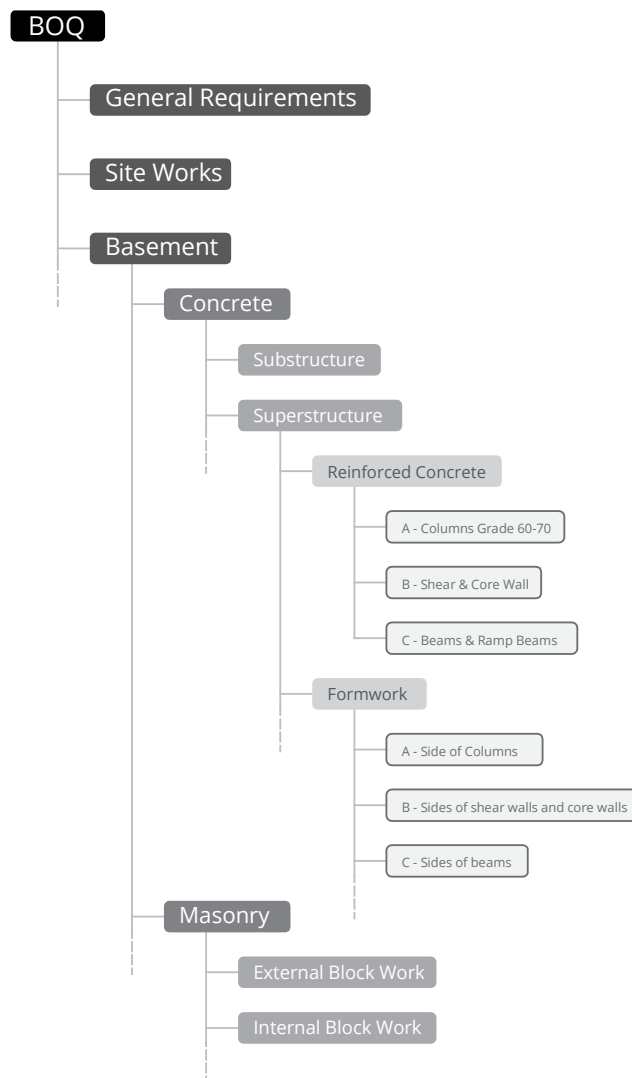 BOQ
General Requirements
Site Works
Basement
Concrete
Substructure
Superstructure
Reinforced Concrete
A - Columns Grade 60-70
B - Shear & Core Wall
C - Beams & Ramp Beams
Formwork
A - Side of Columns
B - Sides of shear walls and core walls
C - Sides of beams
Masonry
External Block Work
Internal Block Work